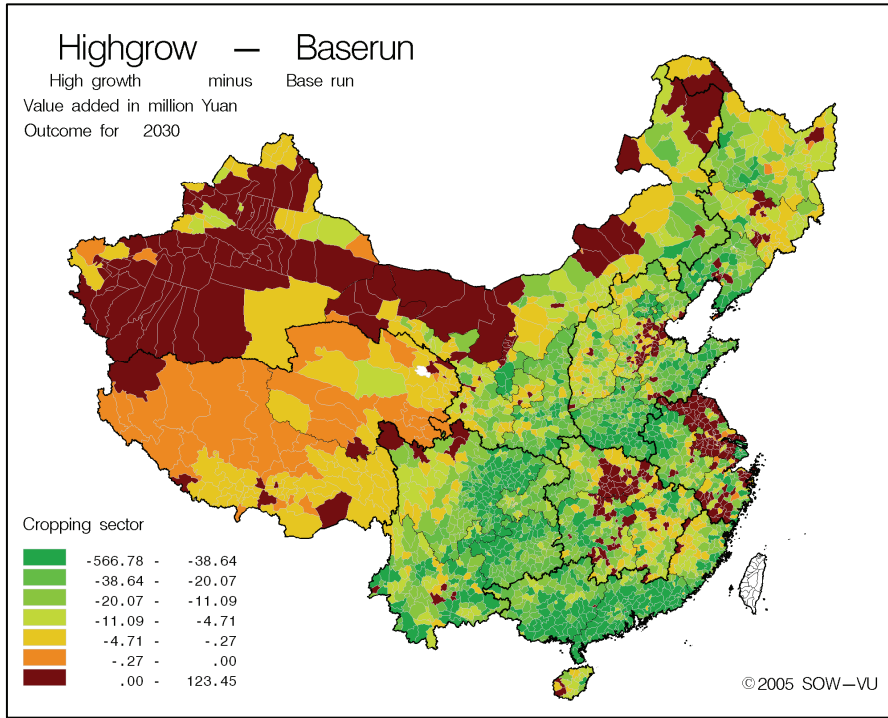 Highgrow — Baserun
High growth minus Base run
Value added in million Yuan
Outcome for 2030
Cropping sector
-566.78 - -38.64
-38.64 - -20.07
-20.07 - -11.09
-11.09 - -4.71
-4.71 - -.27
-.27 - .00
.00 - 123.45
© 2005 SOW—VU